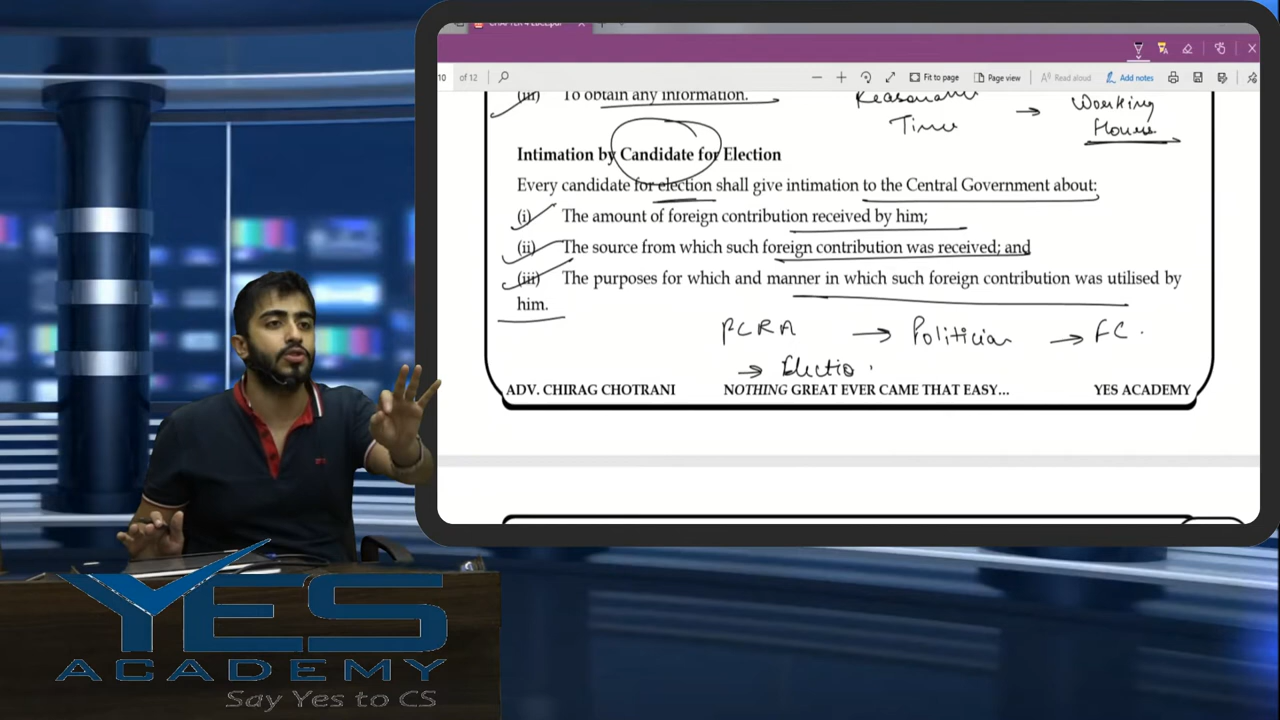 CHAPTER 4
10 of 12
Fit to page
Page view
Read aloud
Add notes
(iii) To obtain any information.
Reasonable Time → Working Hours
Intimation by Candidate for Election
Every candidate for election shall give intimation to the Central Government about:
(i) The amount of foreign contribution received by him;
(ii) The source from which such foreign contribution was received; and
(iii) The purposes for which and manner in which such foreign contribution was utilised by
him.
FCRA → Politician → FC.
→ Electio
ADV. CHIRAG CHOTRANI NOTHING GREAT EVER CAME THAT EASY... YES ACADEMY
YES
ACADEMY
Say Yes to CS